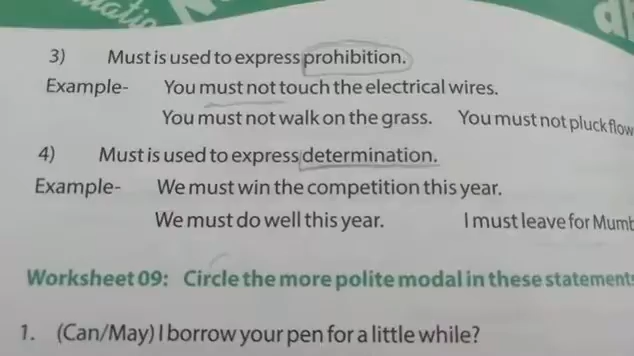 3) Must is used to express prohibition.
Example- You must not touch the electrical wires.
You must not walk on the grass. You must not pluck flow
4) Must is used to express determination.
Example- We must win the competition this year.
We must do well this year. I must leave for Mumb
Worksheet 09: Circle the more polite modal in these statements
1. (Can/May) I borrow your pen for a little while?